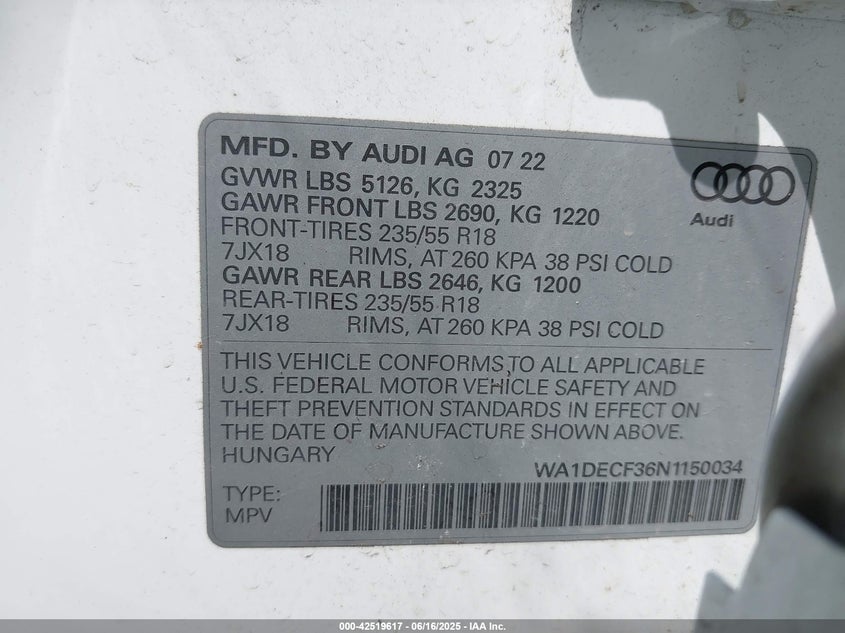 MFD. BY AUDI AG 07 22
GVWR LBS 5126, KG 2325
GAWR FRONT LBS 2690, KG 1220
FRONT-TIRES 235/55 R18
7JX18 RIMS, AT 260 KPA 38 PSI COLD
GAWR REAR LBS 2646, KG 1200
REAR-TIRES 235/55 R18
7JX18 RIMS, AT 260 KPA 38 PSI COLD
Audi
THIS VEHICLE CONFORMS TO ALL APPLICABLE
U.S. FEDERAL MOTOR VEHICLE SAFETY AND
THEFT PREVENTION STANDARDS IN EFFECT ON
THE DATE OF MANUFACTURE SHOWN ABOVE.
HUNGARY
WA1DECF36N1150034
TYPE:
MPV
000-42519617 - 06/16/2025 - IAA Inc.